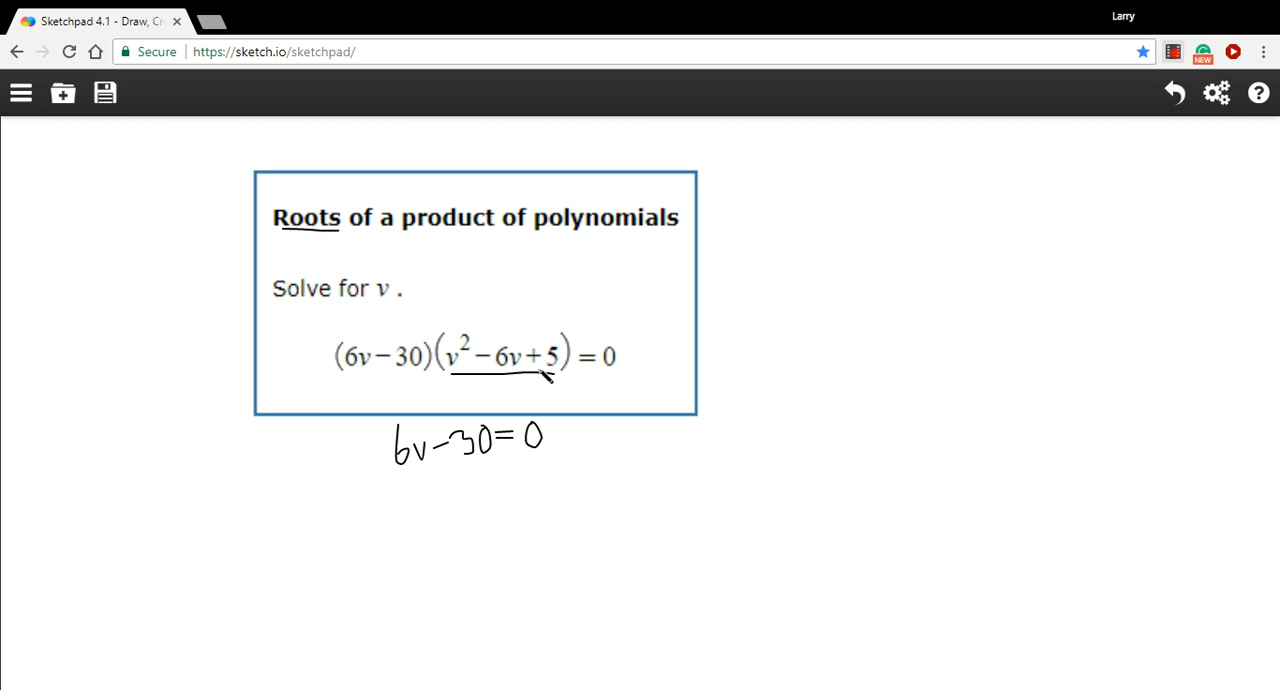 Sketchpad 4.1 - Draw, Cr
Larry
Secure
https://sketch.io/sketchpad/
NEW
Roots of a product of polynomials
Solve for v .
(6v−30)(v²−6v+5)=0
6v−30=0